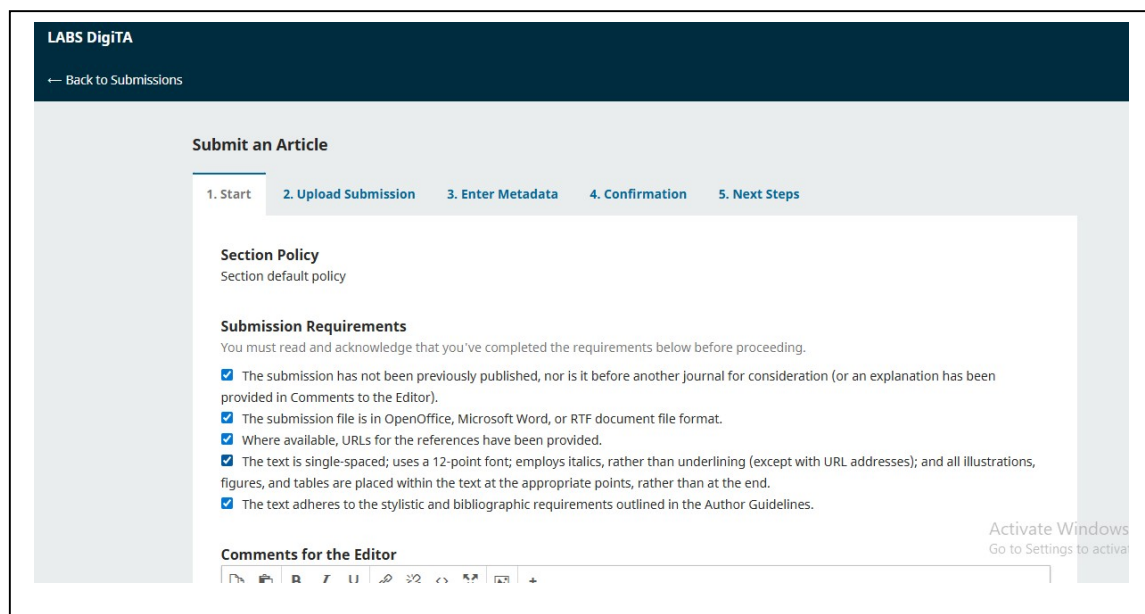 LABS DigiTA
← Back to Submissions
Submit an Article
1. Start 2. Upload Submission 3. Enter Metadata 4. Confirmation 5. Next Steps
Section Policy
Section default policy
Submission Requirements
You must read and acknowledge that you've completed the requirements below before proceeding.
The submission has not been previously published, nor is it before another journal for consideration (or an explanation has been
provided in Comments to the Editor).
The submission file is in OpenOffice, Microsoft Word, or RTF document file format.
Where available, URLs for the references have been provided.
The text is single-spaced; uses a 12-point font; employs italics, rather than underlining (except with URL addresses); and all illustrations,
figures, and tables are placed within the text at the appropriate points, rather than at the end.
The text adheres to the stylistic and bibliographic requirements outlined in the Author Guidelines.
Activate Windows
Go to Settings to activa
Comments for the Editor
B I U